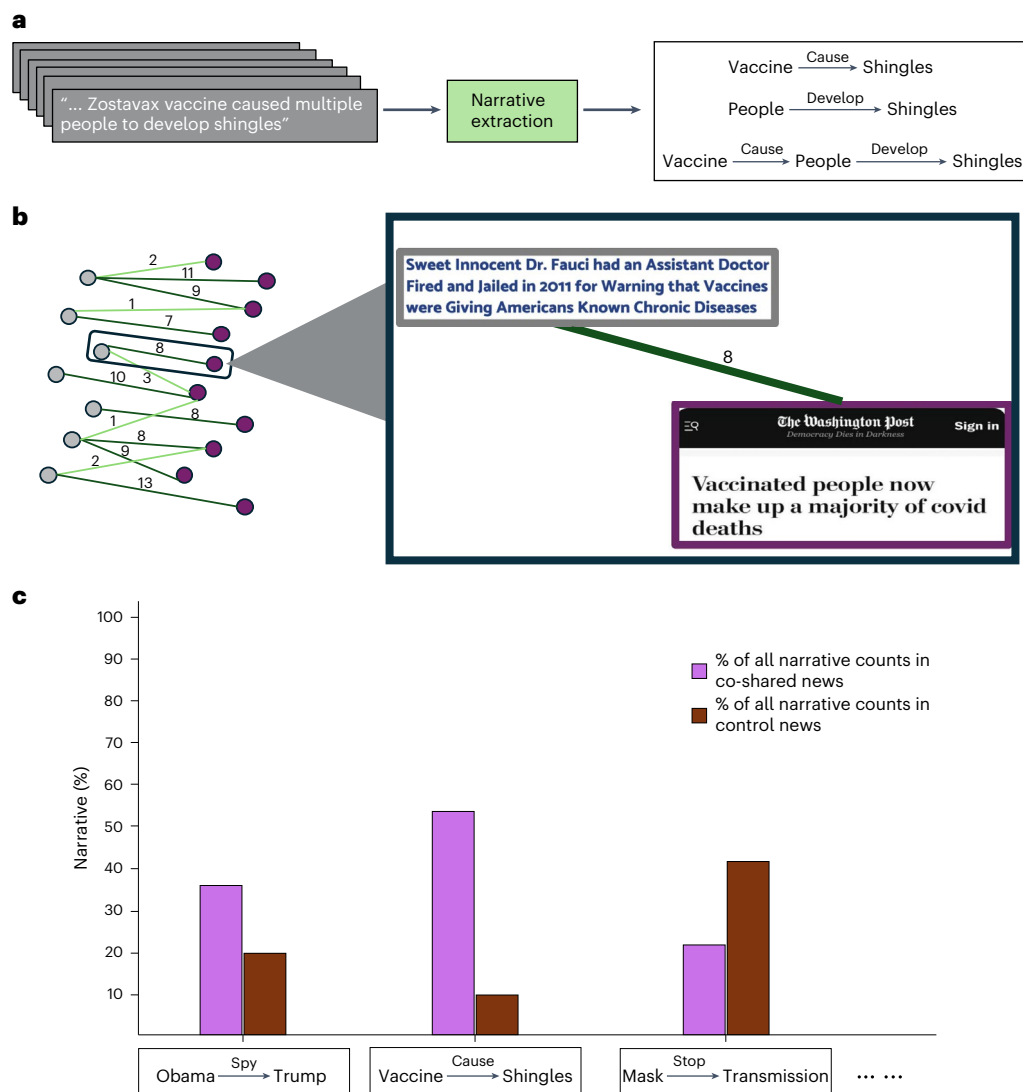 a
“... Zostavax vaccine caused multiple
people to develop shingles”
Narrative
extraction
Vaccine Cause Shingles
People Develop Shingles
Vaccine Cause People Develop Shingles
b
2
11
9
1
7
8
3
10
8
1
8
9
2
13
Sweet Innocent Dr. Fauci had an Assistant Doctor
Fired and Jailed in 2011 for Warning that Vaccines
were Giving Americans Known Chronic Diseases
8
The Washington Post
Democracy Dies in Darkness
Sign in
Vaccinated people now
make up a majority of covid
deaths
c
Narrative (%)
100
90
80
70
60
50
40
30
20
10
% of all narrative counts in
co-shared news
% of all narrative counts in
control news
Obama Spy Trump
Vaccine Cause Shingles
Mask Stop Transmission
... ...